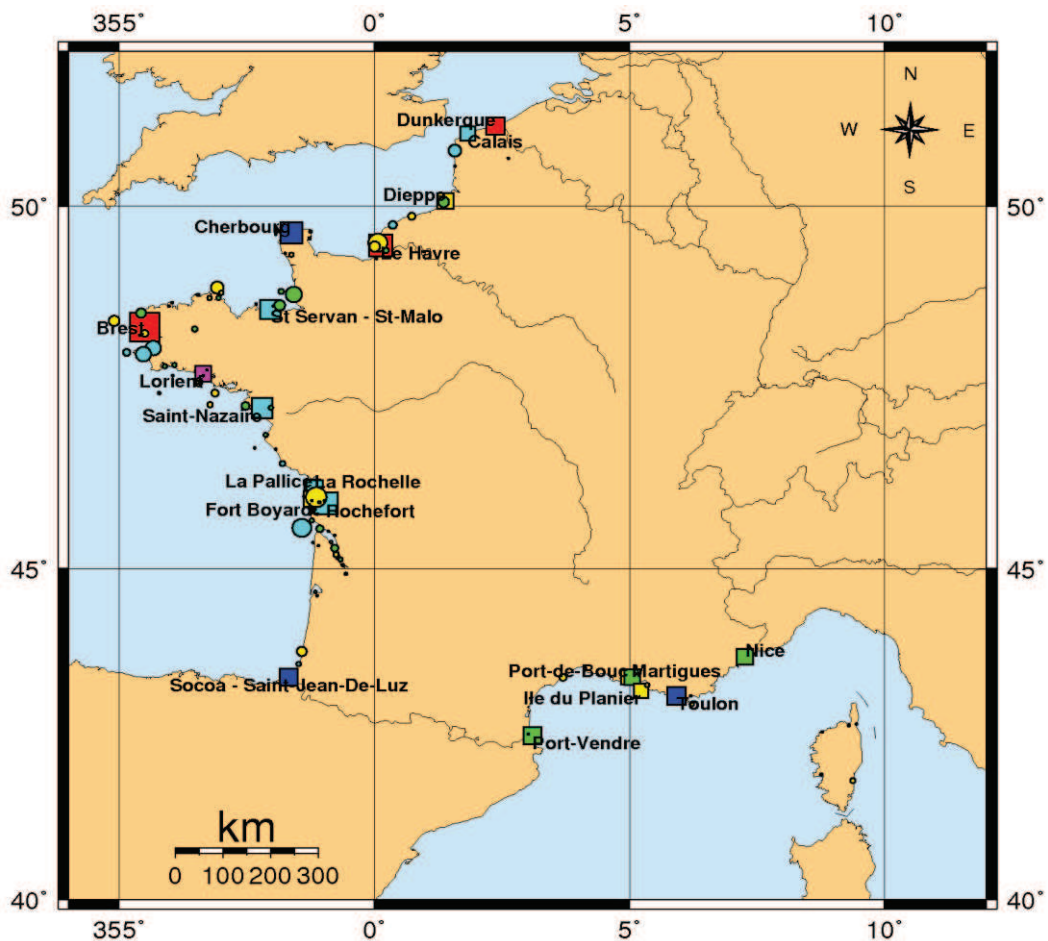 355° 0° 5° 10°
N
W E
S
Dunkerque
Calais
50° 50°
Dieppe
Cherbourg
Le Havre
St Servan - St-Malo
Brest
Lorient
Saint-Nazaire
La Pallice La Rochelle
Fort Boyard Rochefort
45° 45°
Nice
Port-de-Bouc Martigues
Socoa - Saint-Jean-De-Luz
Ile du Planier
Toulon
Port-Vendre
km
0 100 200 300
40° 40°
355° 0° 5° 10°